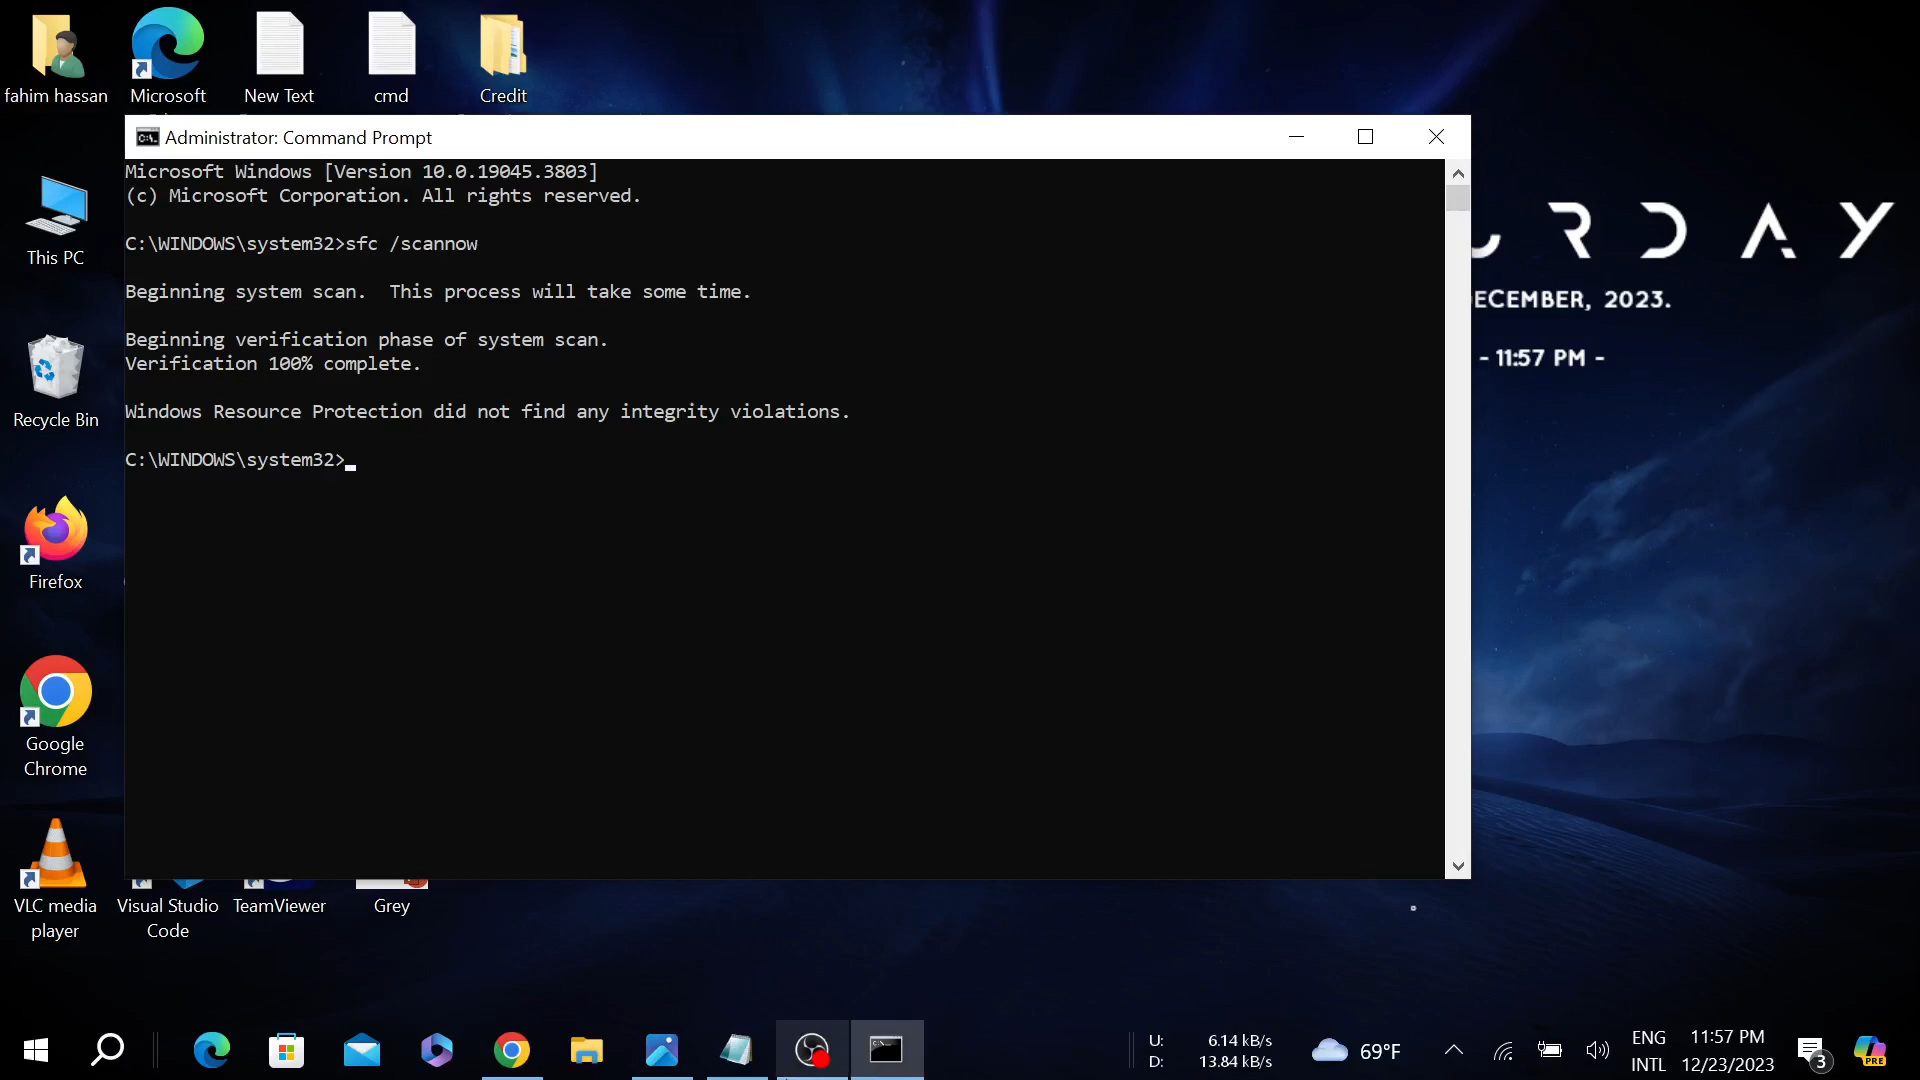 fahim hassan
Microsoft
New Text
cmd
Credit
Administrator: Command Prompt
Microsoft Windows [Version 10.0.19045.3803]
(c) Microsoft Corporation. All rights reserved.
C:\WINDOWS\system32>sfc /scannow
Beginning system scan.  This process will take some time.
Beginning verification phase of system scan.
Verification 100% complete.
Windows Resource Protection did not find any integrity violations.
C:\WINDOWS\system32>
This PC
Recycle Bin
Firefox
Google
Chrome
VLC media
player
Visual Studio
Code
TeamViewer
Grey
RDAY
ECEMBER, 2023.
- 11:57 PM -
U: 6.14 kB/s
D: 13.84 kB/s
69°F
ENG
INTL
11:57 PM
12/23/2023
3
PRE